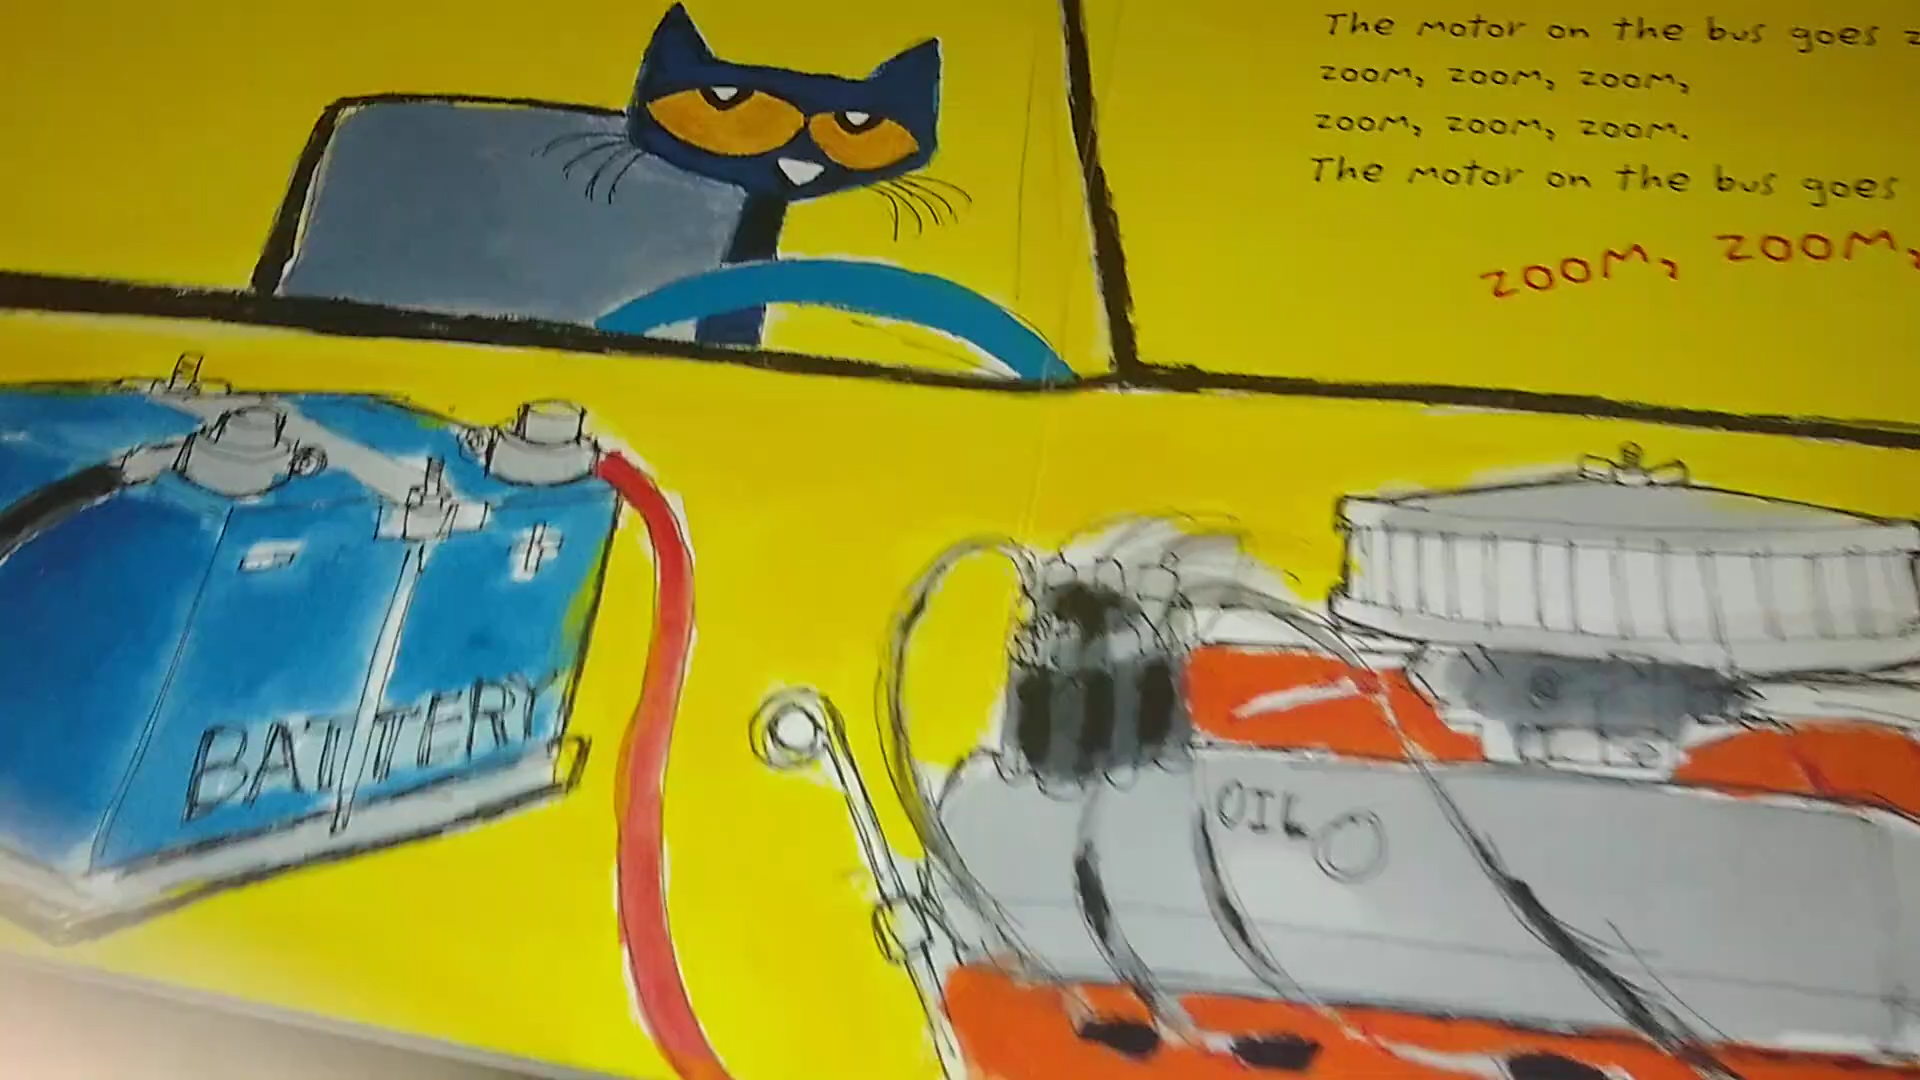 The motor on the bus goes
zoom, zoom, zoom,
zoom, zoom, zoom.
The motor on the bus goes
ZOOM, ZOOM,
BATTERY
OIL